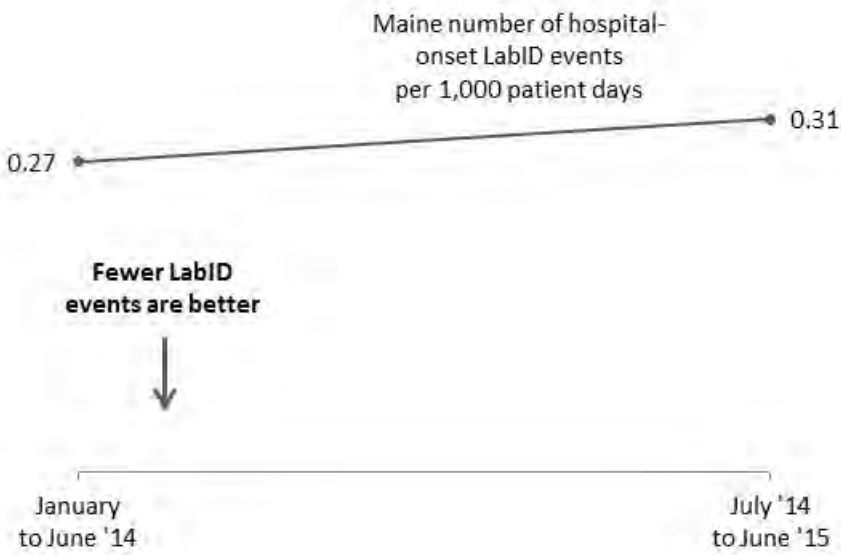 Maine number of hospital-
onset LabID events
per 1,000 patient days
0.31
0.27
Fewer LabID
events are better
January
to June '14
July '14
to June '15